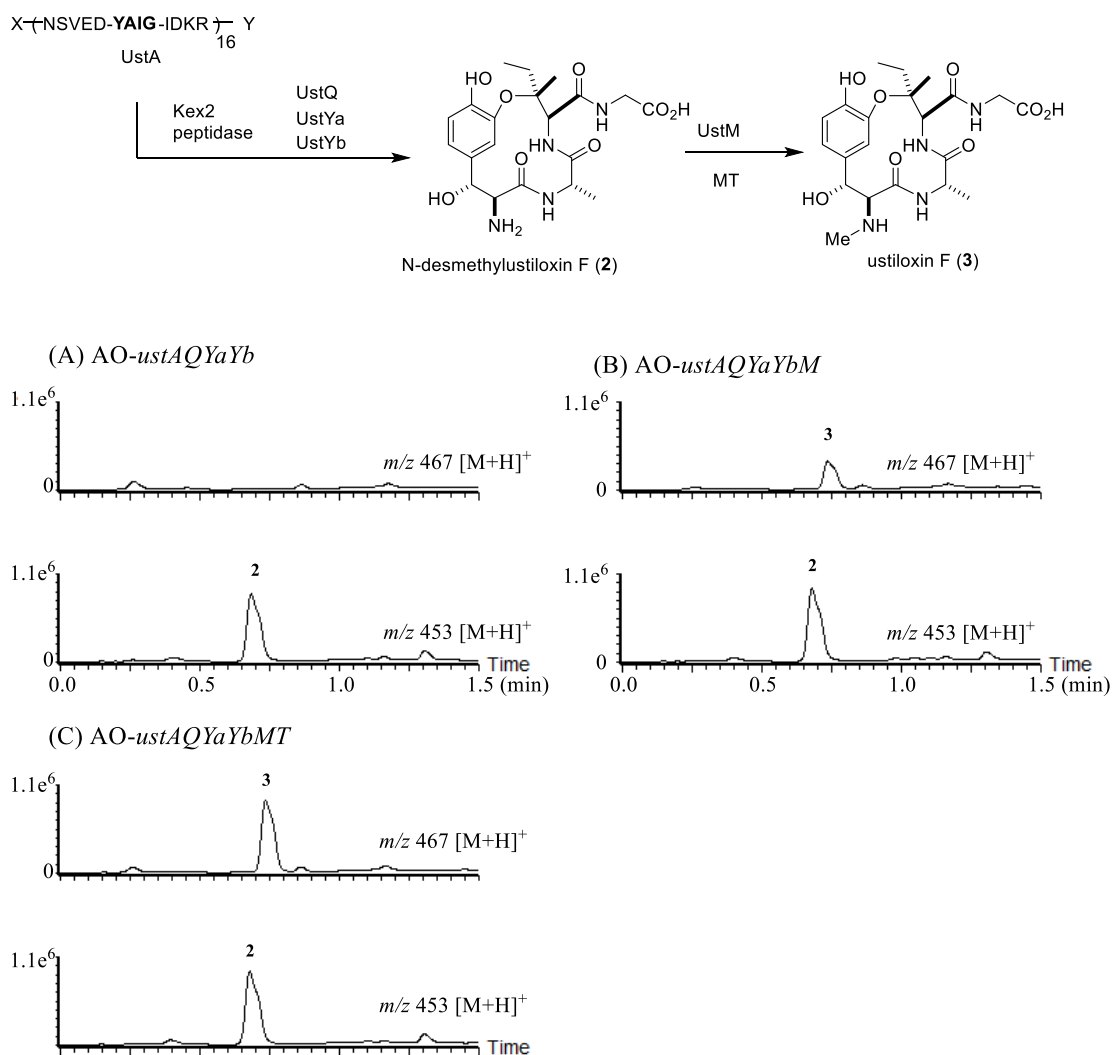 X-(NSVED-YAIG-IDKR)16 Y
UstA
Kex2
peptidase
UstQ
UstYa
UstYb
HO
O
O
N
H
CO2H
HN
O
O
HO
N
H
NH2
N-desmethylustiloxin F (2)
UstM
MT
HO
O
O
N
H
CO2H
HN
O
O
HO
N
H
NH
Me
ustiloxin F (3)
(A) AO-ustAQYaYb
1.1e6
m/z 467 [M+H]+
0
1.1e6
2
m/z 453 [M+H]+
0
Time
0.0 0.5 1.0 1.5 (min)
(B) AO-ustAQYaYbM
1.1e6
3
m/z 467 [M+H]+
0
1.1e6
2
m/z 453 [M+H]+
0
Time
0.0 0.5 1.0 1.5 (min)
(C) AO-ustAQYaYbMT
1.1e6
3
m/z 467 [M+H]+
0
1.1e6
2
m/z 453 [M+H]+
Time